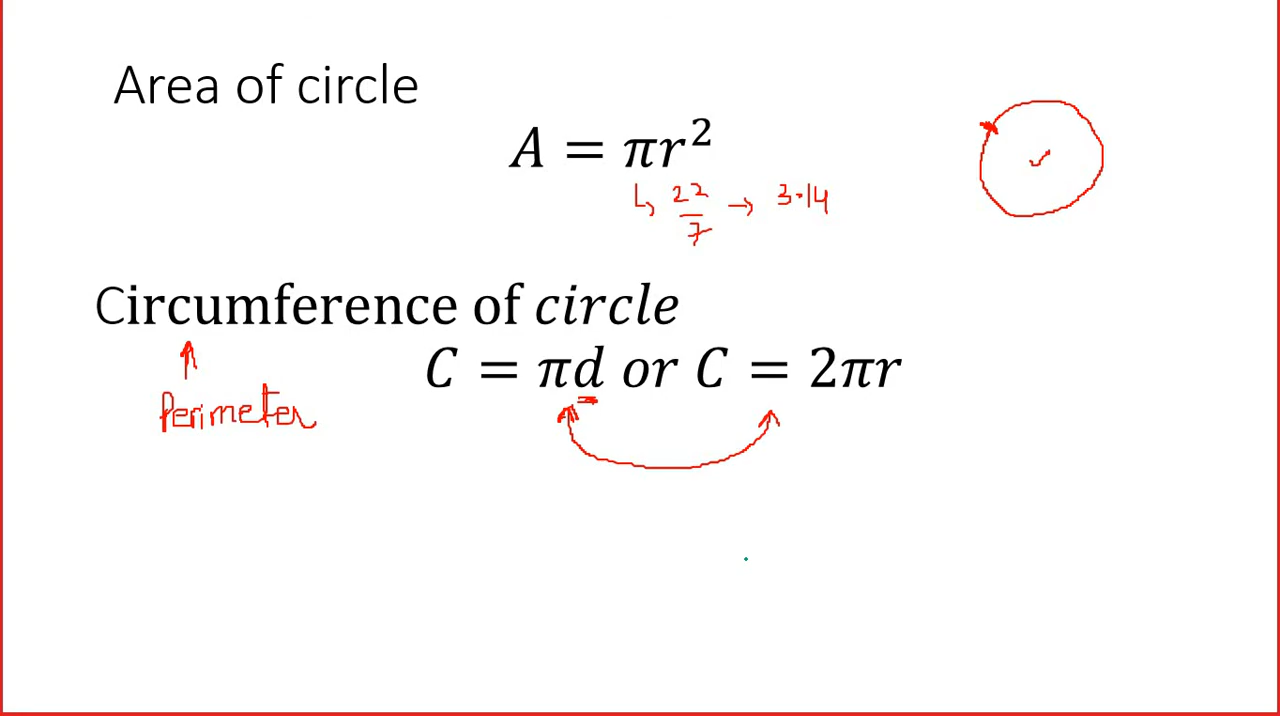 Area of circle
A = πr²
↳ 22/7 → 3.14
Circumference of circle
C = πd or C = 2πr
Perimeter